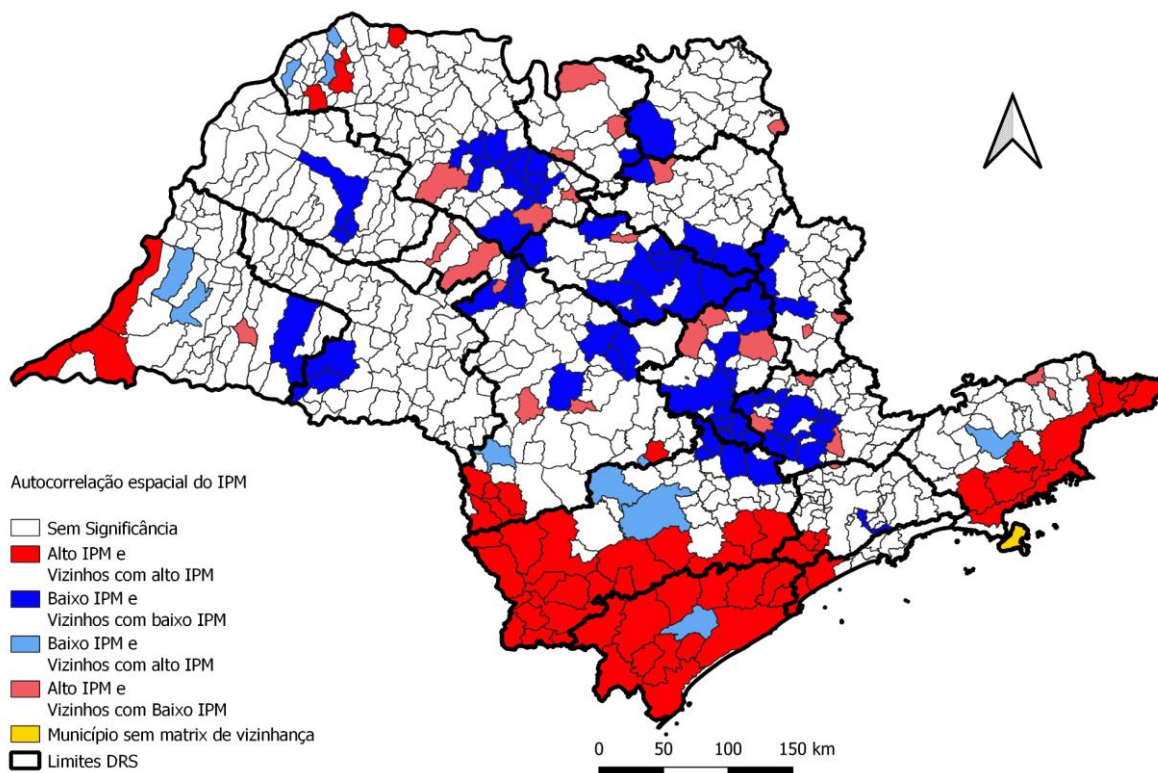 Autocorrelação espacial do IPM
Sem Significância
Alto IPM e
Vizinhos com alto IPM
Baixo IPM e
Vizinhos com baixo IPM
Baixo IPM e
Vizinhos com alto IPM
Alto IPM e
Vizinhos com Baixo IPM
Município sem matrix de vizinhança
Limites DRS
0 50 100 150 km